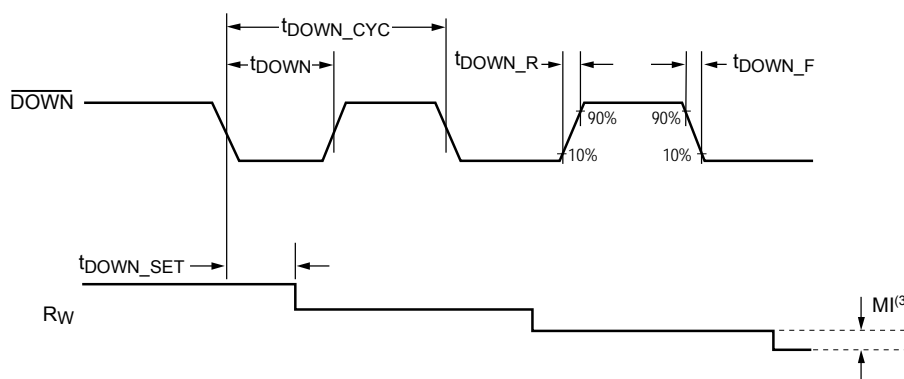 tDOWN_CYC
tDOWN
tDOWN_R
tDOWN_F
DOWN
90%
90%
10%
10%
tDOWN_SET
RW
MI(3